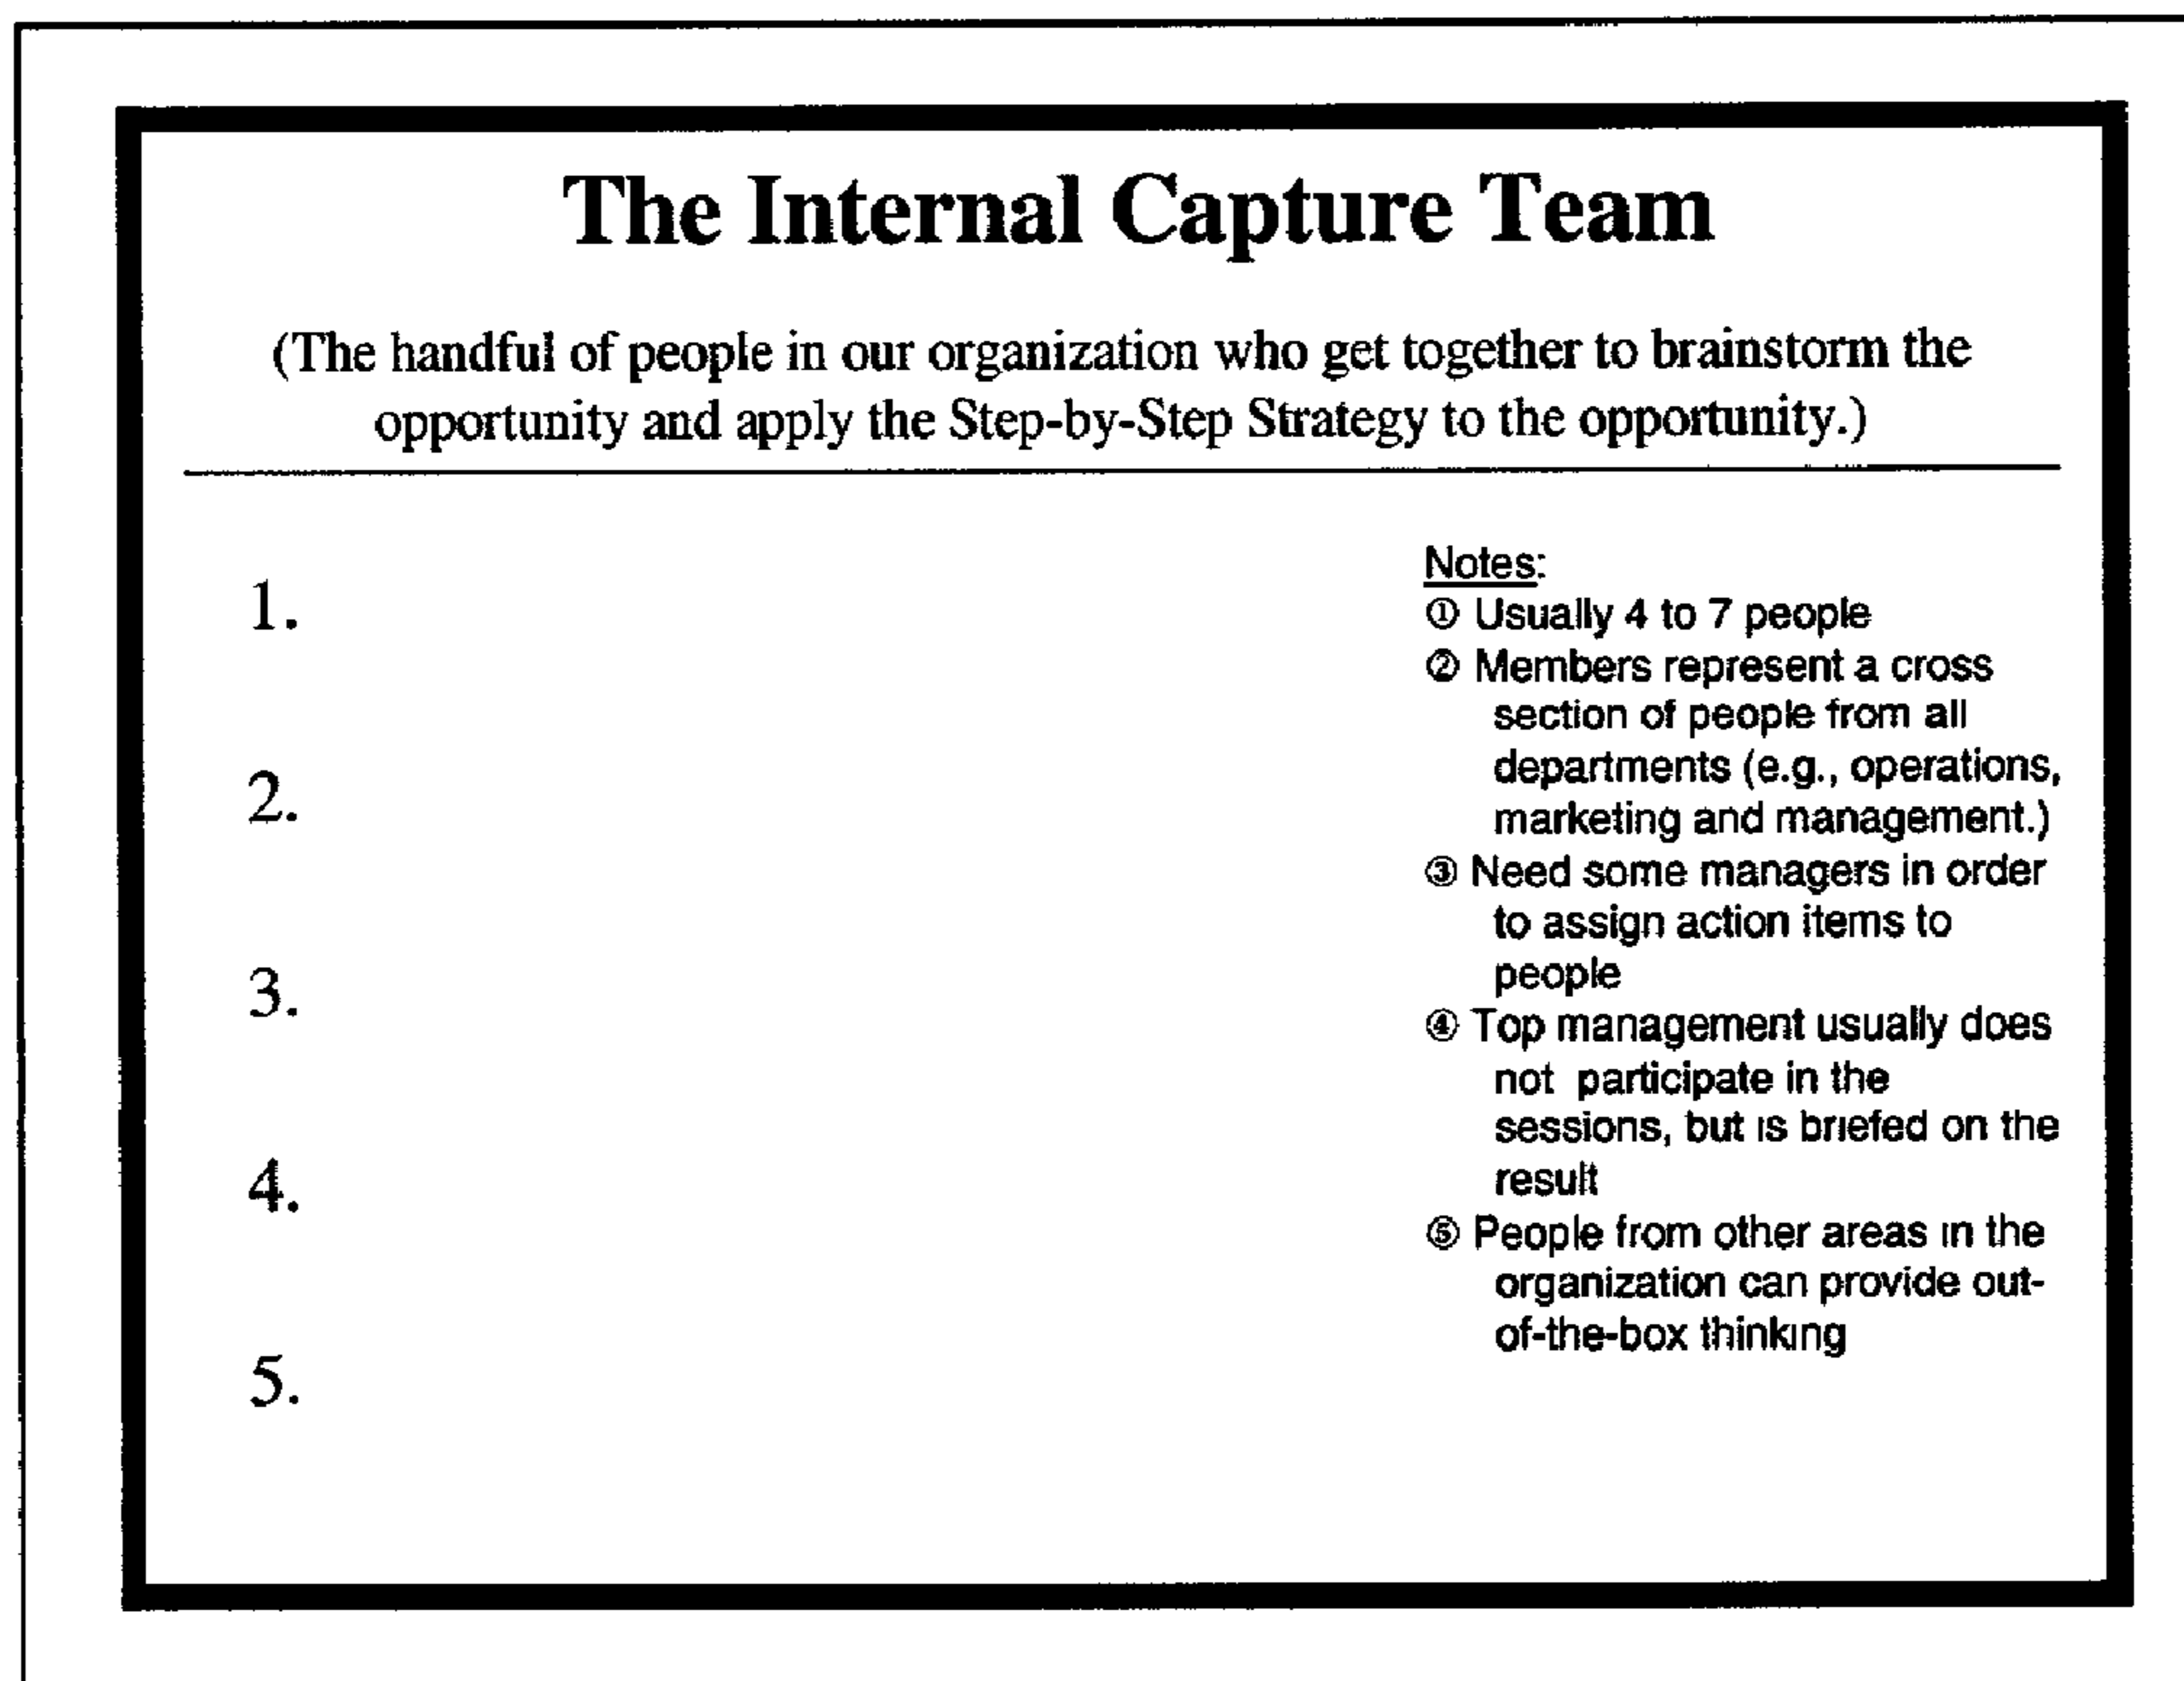 The Internal Capture Team
(The handful of people in our organization who get together to brainstorm the
opportunity and apply the Step-by-Step Strategy to the opportunity.)
1.
2.
3.
4.
5.
Notes:
① Usually 4 to 7 people
② Members represent a cross
section of people from all
departments (e.g., operations,
marketing and management.)
③ Need some managers in order
to assign action items to
people
④ Top management usually does
not participate in the
sessions, but is briefed on the
result
⑤ People from other areas in the
organization can provide out-
of-the-box thinking